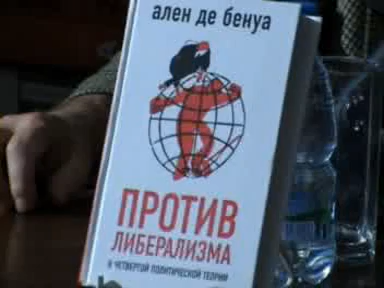 ален де бенуа
ПРОТИВ
ЛИБЕРАЛИЗМА
К ЧЕТВЕРТОЙ ПОЛИТИЧЕСКОЙ ТЕОРИИ